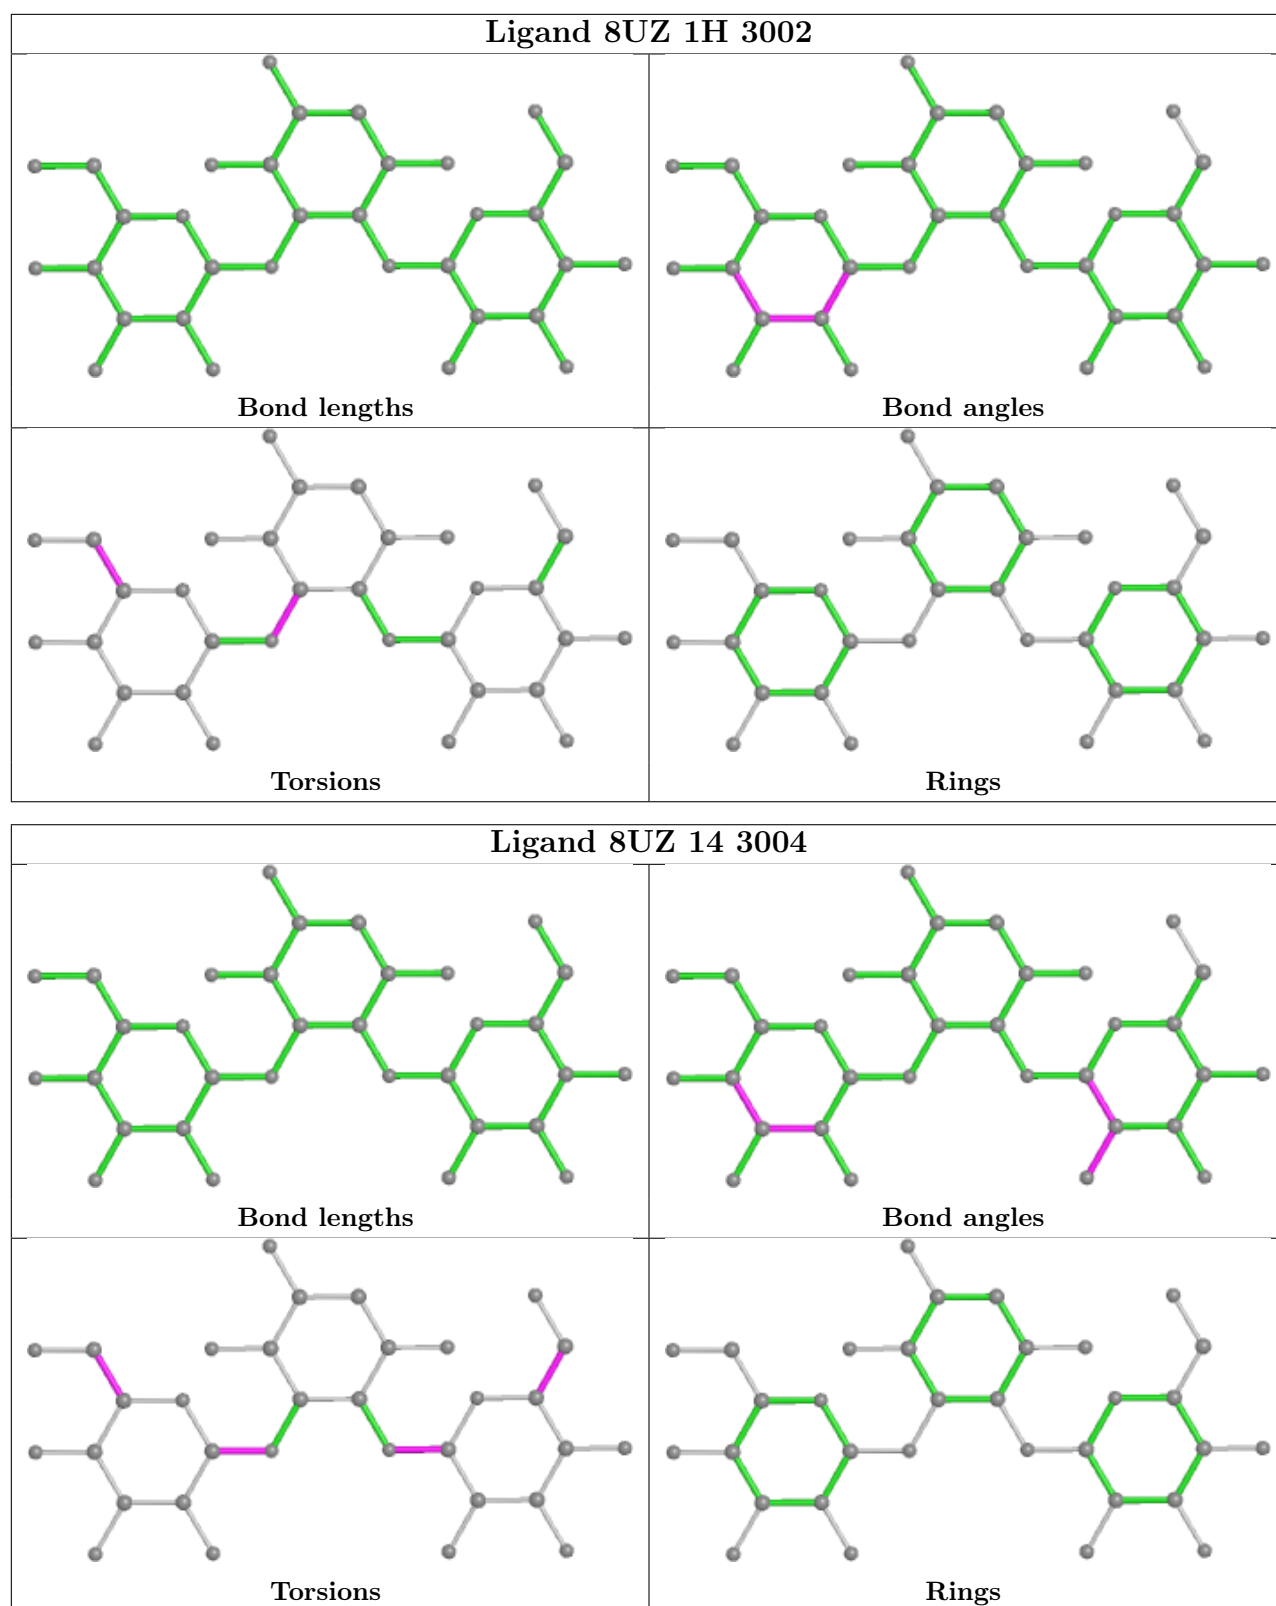 Ligand 8UZ 1H 3002
Bond lengths
Bond angles
Torsions
Rings
Ligand 8UZ 14 3004
Bond lengths
Bond angles
Torsions
Rings